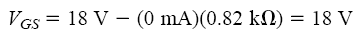 V_GS = 18 V − (0 mA)(0.82 kΩ) = 18 V